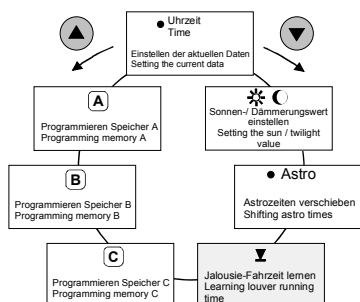 Uhrzeit
Time
Einstellen der aktuellen Daten
Setting the current data
A
Programmieren Speicher A
Programming memory A
Sonnen-/ Dämmerungswert
einstellen
Setting the sun / twilight
value
B
Programmieren Speicher B
Programming memory B
Astro
Astrozeiten verschieben
Shifting astro times
C
Programmieren Speicher C
Programming memory C
Jalousie-Fahrzeit lernen
Learning louver running
time